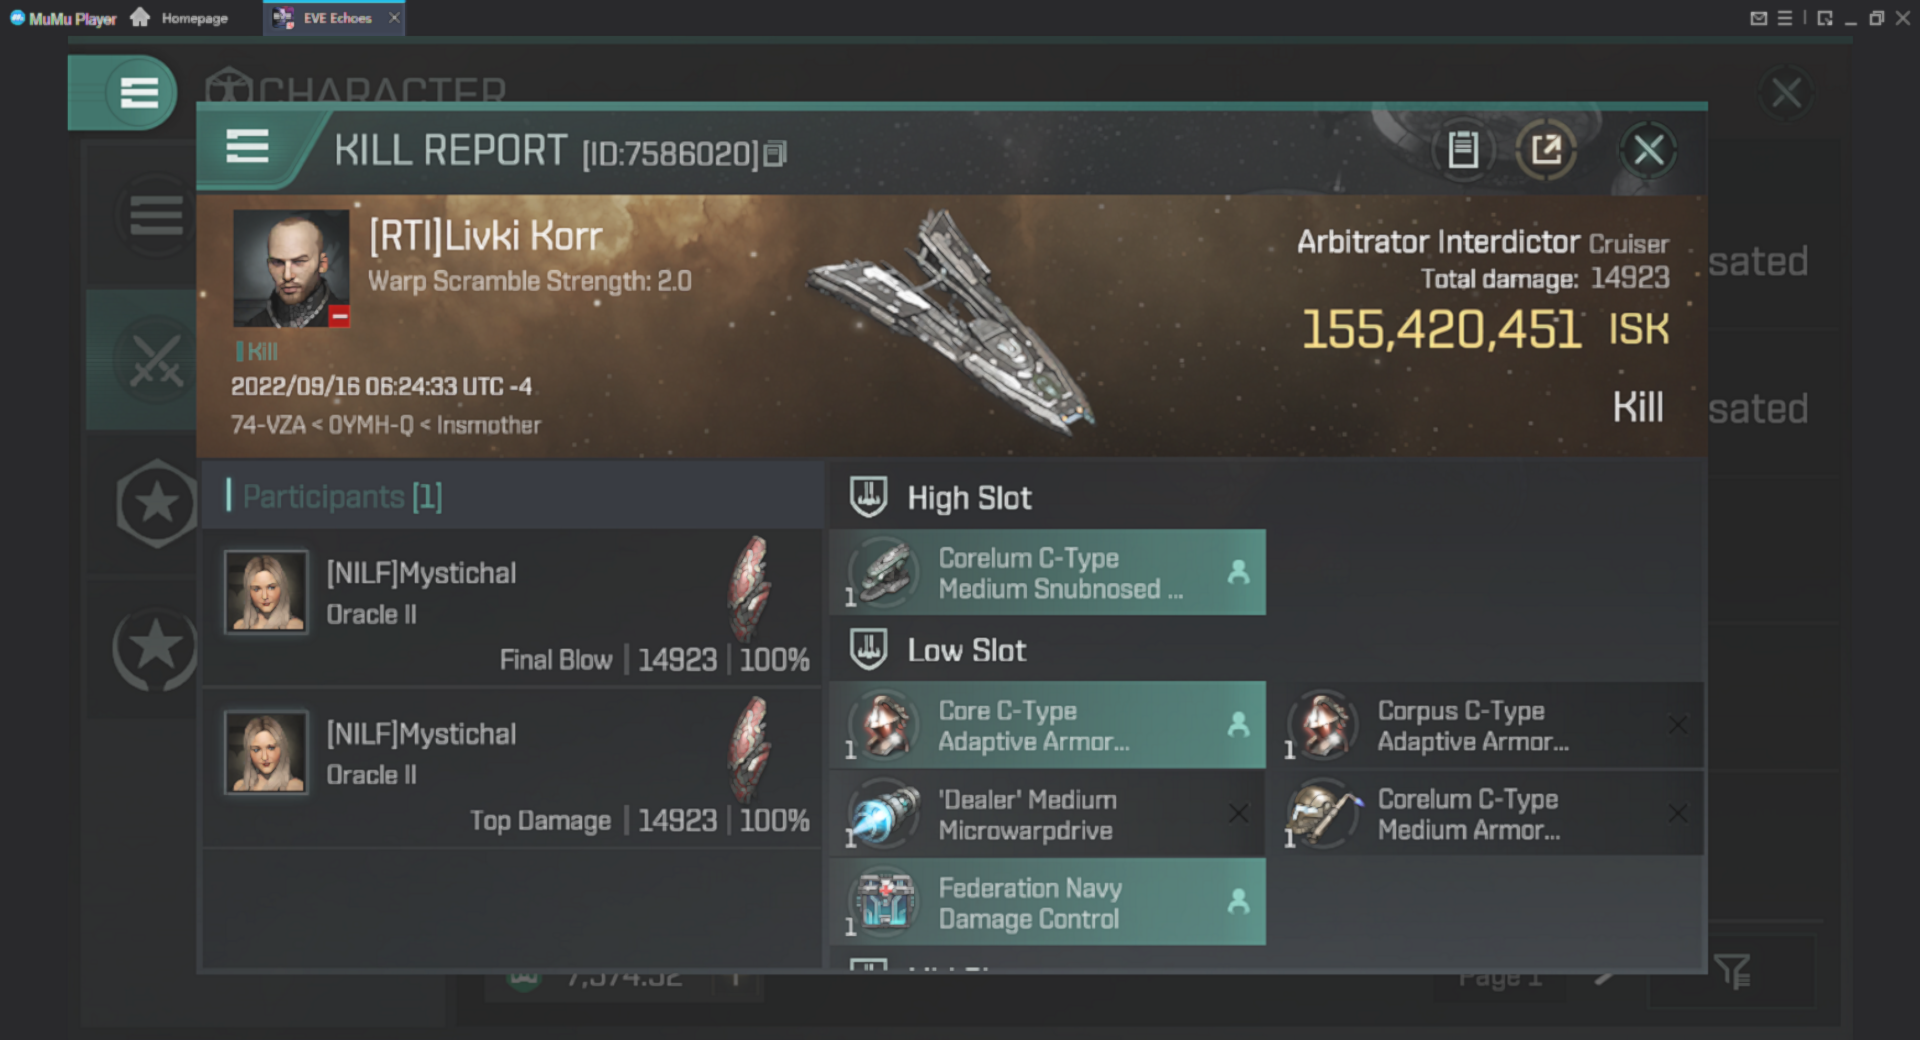 MuMu Player
Homepage
EVE Echoes
CHARACTER
KILL REPORT [ID:7586020]
[RTI]Livki Korr
Warp Scramble Strength: 2.0
Kill
2022/09/16 06:24:33 UTC -4
74-VZA < 0YMH-Q < Insmother
Arbitrator Interdictor Cruiser
Total damage: 14923
155,420,451 ISK
Kill
sated
sated
Participants [1]
[NILF]Mystichal
Oracle II
Final Blow | 14923 | 100%
[NILF]Mystichal
Oracle II
Top Damage | 14923 | 100%
High Slot
1
Corelum C-Type
Medium Snubnosed ...
Low Slot
1
Core C-Type
Adaptive Armor...
1
Corpus C-Type
Adaptive Armor...
1
'Dealer' Medium
Microwarpdrive
1
Corelum C-Type
Medium Armor...
1
Federation Navy
Damage Control
Page 1